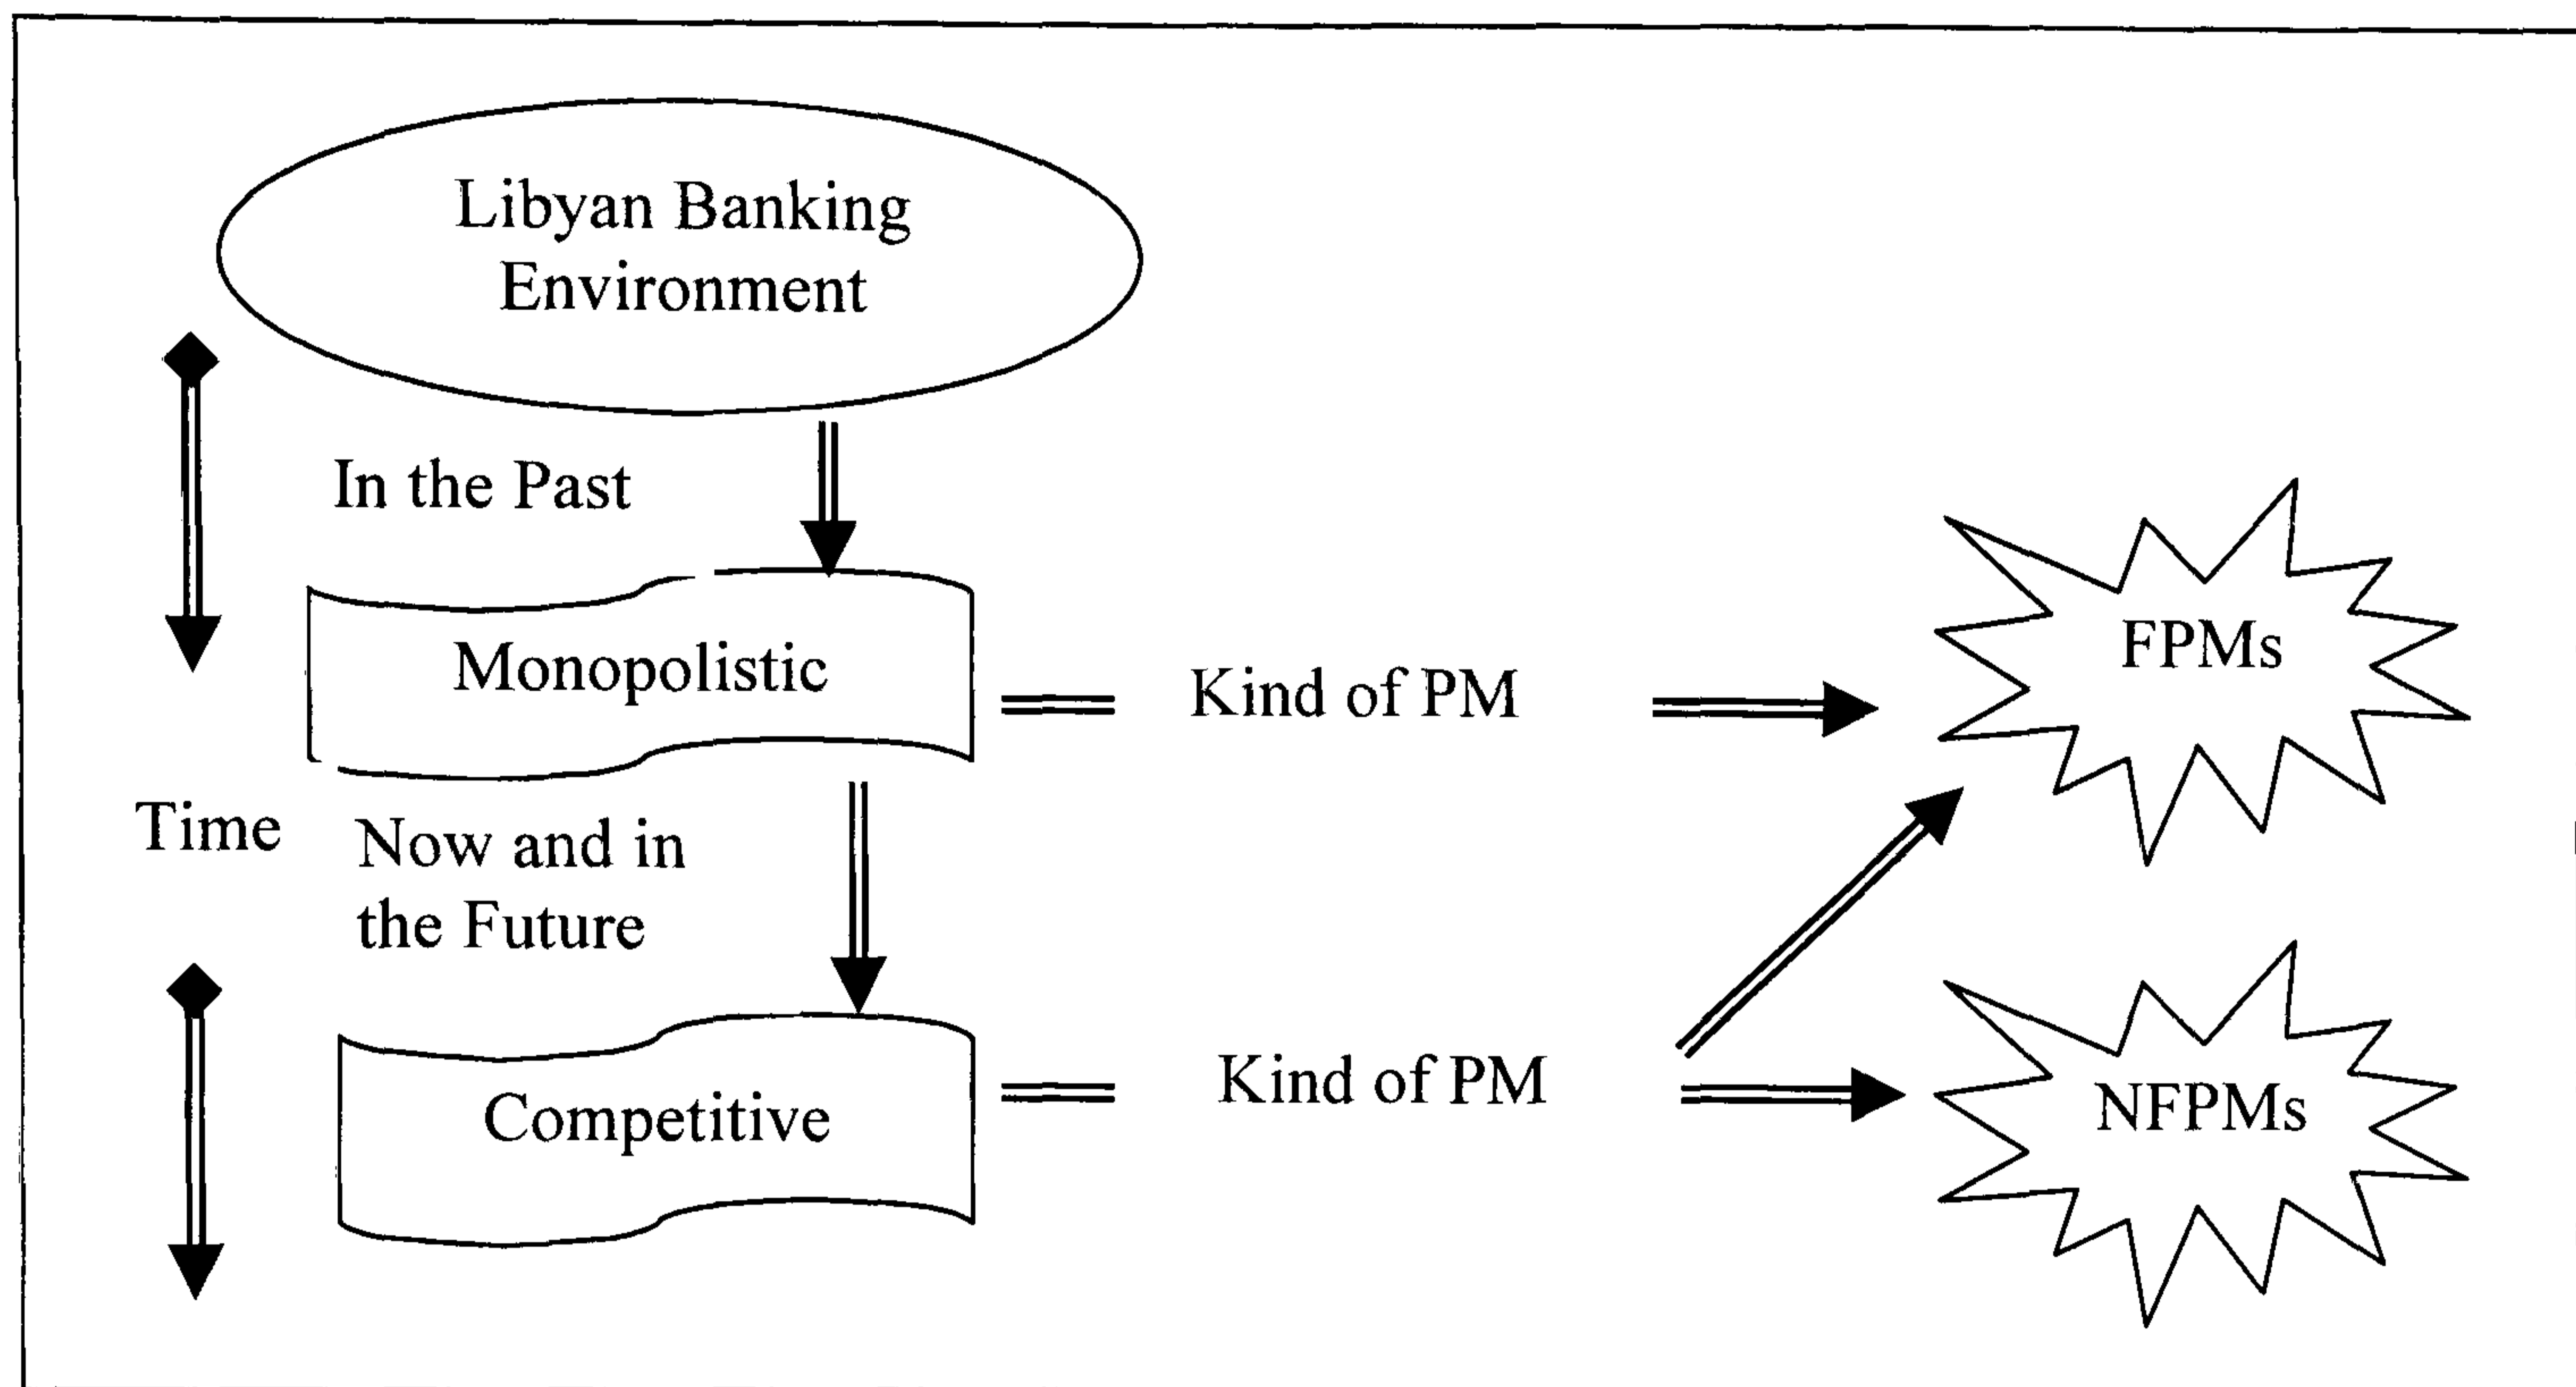 Libyan Banking
Environment
In the Past
Monopolistic
Kind of PM
FPMs
Time
Now and in
the Future
Competitive
Kind of PM
NFPMs